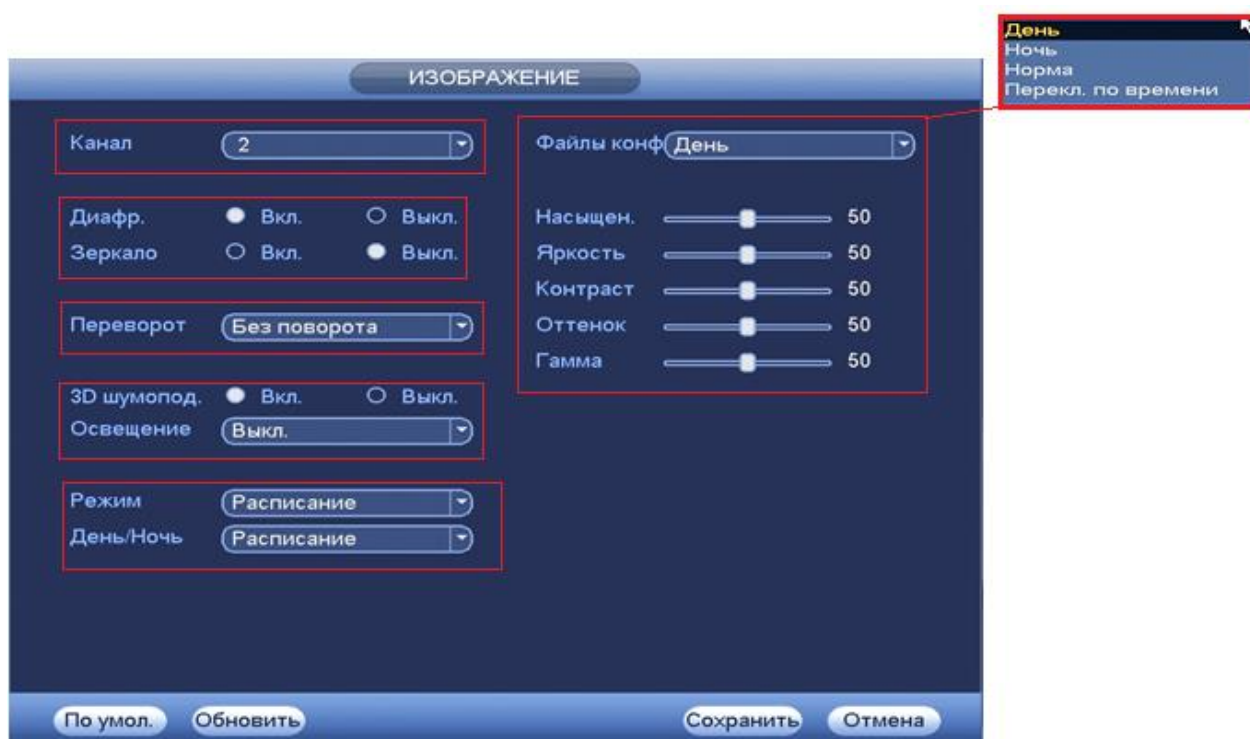 День
Ночь
Норма
Перекл. по времени
ИЗОБРАЖЕНИЕ
Канал 2
Диафр. Вкл. Выкл.
Зеркало Вкл. Выкл.
Переворот Без поворота
3D шумопод. Вкл. Выкл.
Освещение Выкл.
Режим Расписание
День/Ночь Расписание
Файлы конф День
Насыщен. 50
Яркость 50
Контраст 50
Оттенок 50
Гамма 50
По умол. Обновить Сохранить Отмена